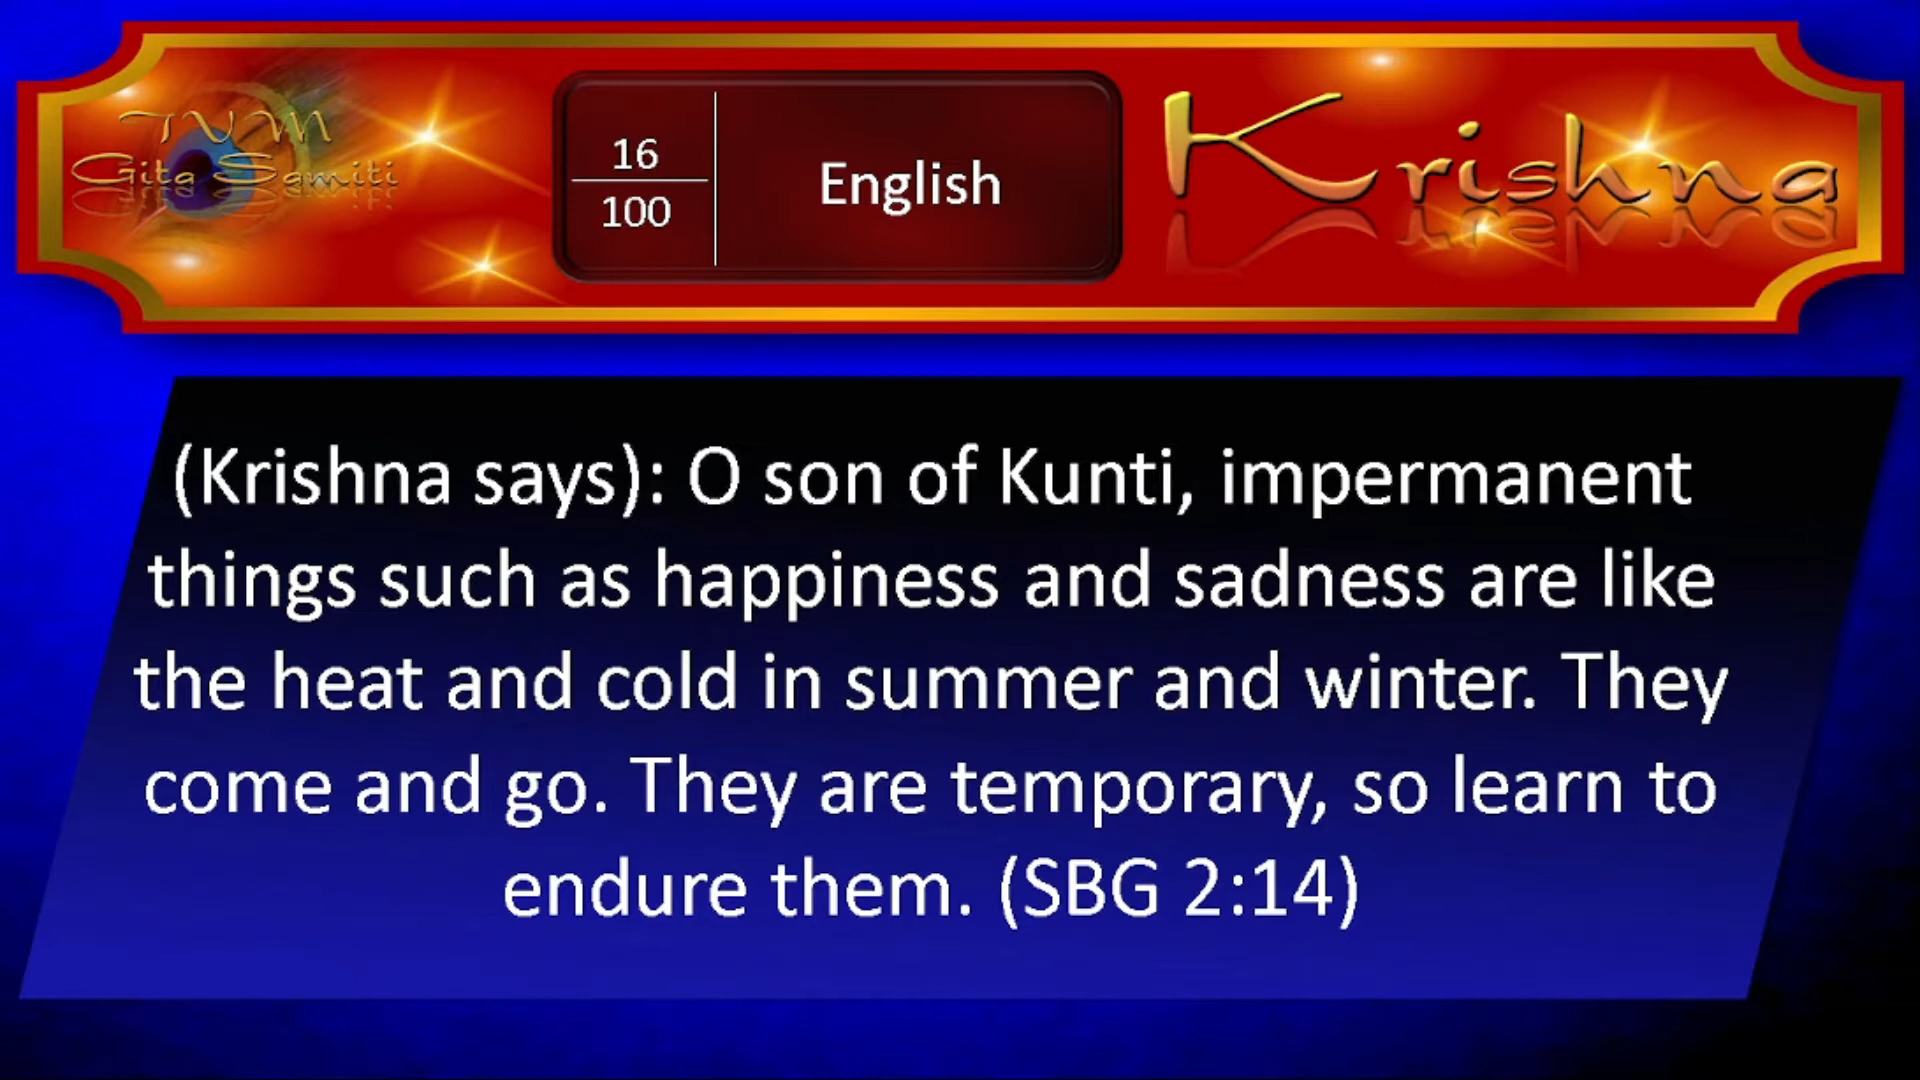 TVM
Gita Samiti
16
100
English
Krishna
(Krishna says): O son of Kunti, impermanent
things such as happiness and sadness are like
the heat and cold in summer and winter. They
come and go. They are temporary, so learn to
endure them. (SBG 2:14)